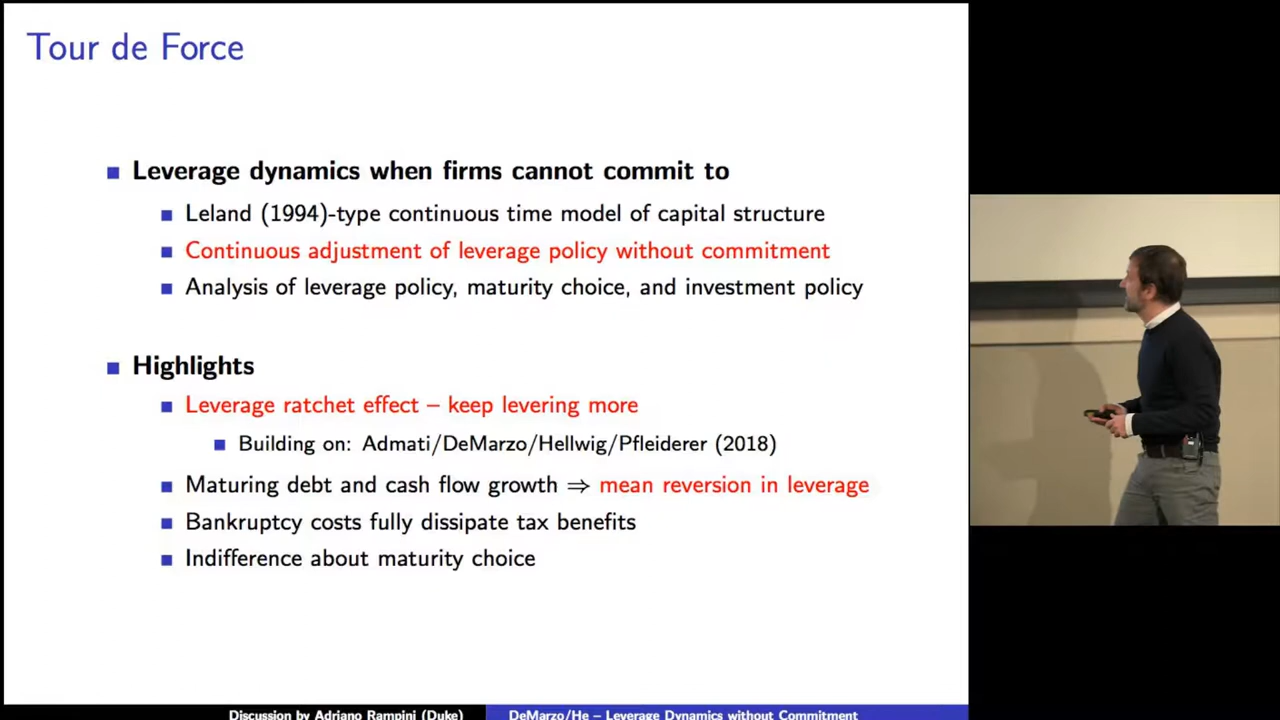 Tour de Force
Leverage dynamics when firms cannot commit to
Leland (1994)-type continuous time model of capital structure
Continuous adjustment of leverage policy without commitment
Analysis of leverage policy, maturity choice, and investment policy
Highlights
Leverage ratchet effect – keep levering more
Building on: Admati/DeMarzo/Hellwig/Pfleiderer (2018)
Maturing debt and cash flow growth ⇒ mean reversion in leverage
Bankruptcy costs fully dissipate tax benefits
Indifference about maturity choice
Discussion by Adriano Rampini (Duke)
DeMarzo/He – Leverage Dynamics without Commitment